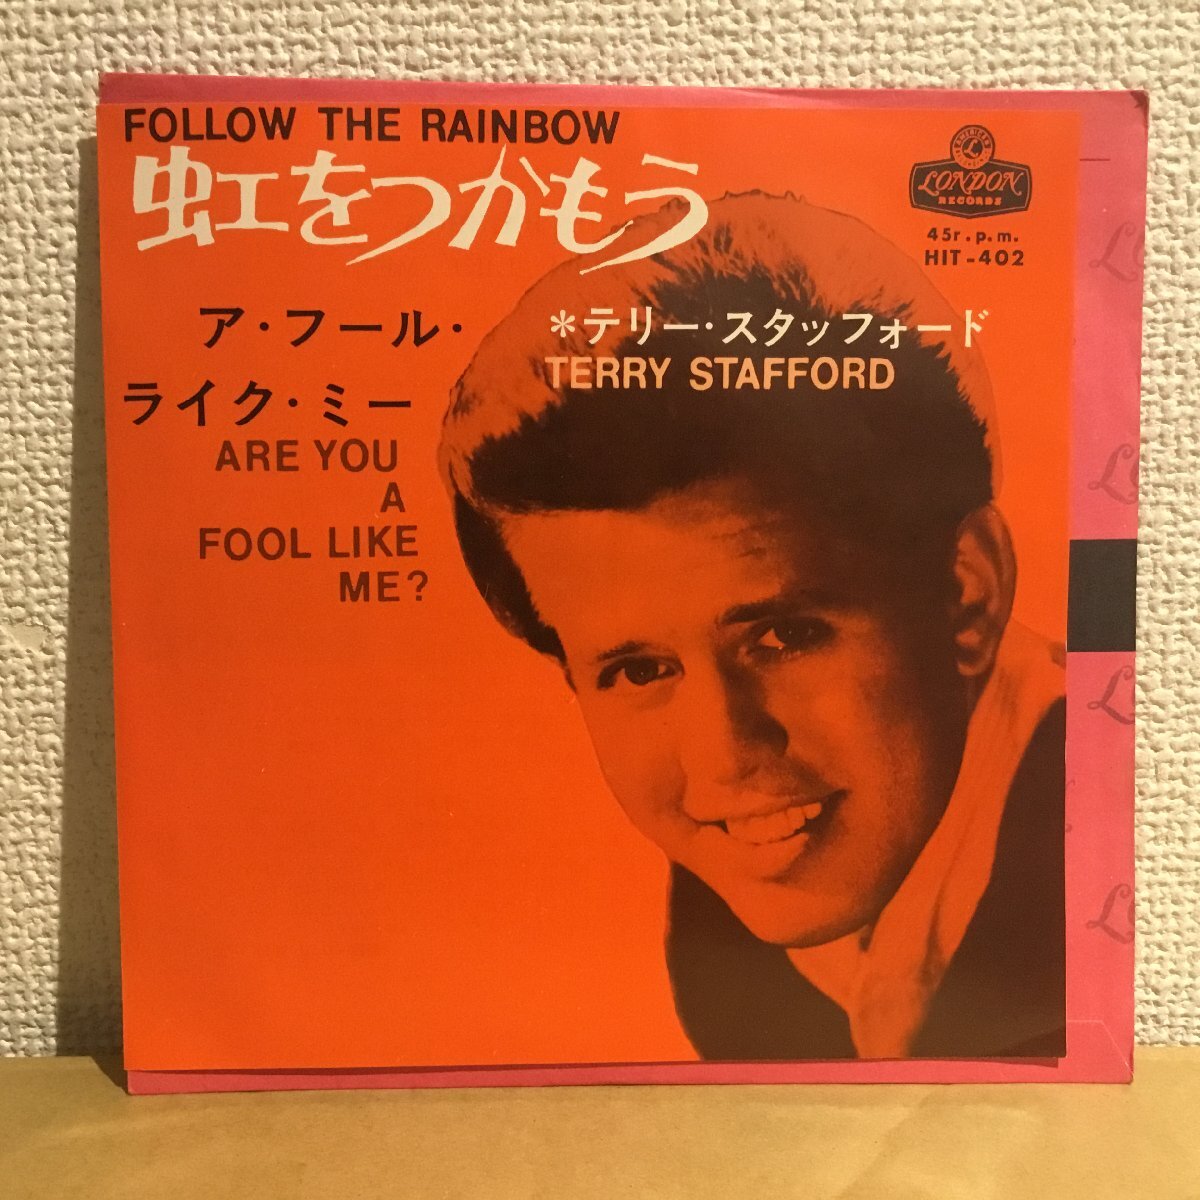 FOLLOW THE RAINBOW
虹をつかもう
LONDON
RECORDS
45r.p.m.
HIT-402
ア・フール・
ライク・ミー
*テリー・スタッフォード
TERRY STAFFORD
ARE YOU
A
FOOL LIKE
ME?